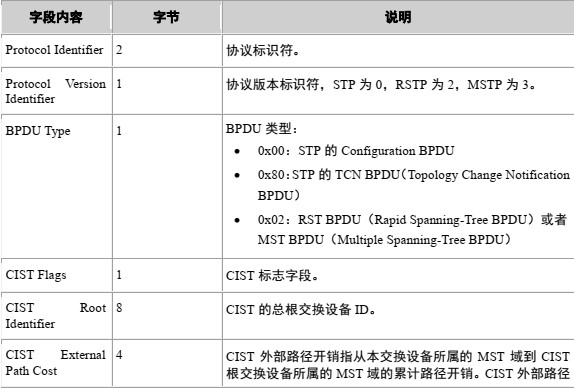 字段内容 字节 说明
Protocol Identifier 2 协议标识符。
Protocol Version 1 协议版本标识符，STP 为 0，RSTP 为 2，MSTP 为 3。
Identifier
BPDU Type 1 BPDU 类型：
● 0x00：STP 的 Configuration BPDU
● 0x80：STP 的 TCN BPDU（Topology Change Notification
BPDU）
● 0x02：RST BPDU（Rapid Spanning-Tree BPDU）或者
MST BPDU（Multiple Spanning-Tree BPDU）
CIST Flags 1 CIST 标志字段。
CIST Root 8 CIST 的总根交换设备 ID。
Identifier
CIST External 4 CIST 外部路径开销指从本交换设备所属的 MST 域到 CIST
Path Cost 根交换设备所属的 MST 域的累计路径开销。CIST 外部路径